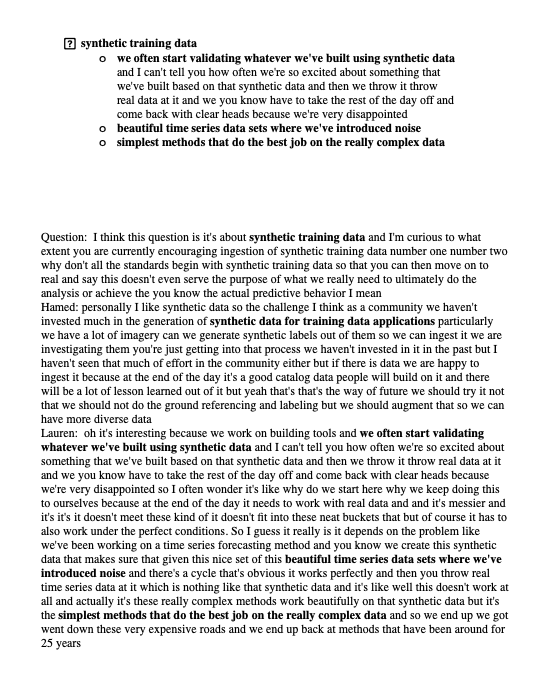 ? synthetic training data
o we often start validating whatever we've built using synthetic data
and I can't tell you how often we're so excited about something that
we've built based on that synthetic data and then we throw it throw
real data at it and we you know have to take the rest of the day off and
come back with clear heads because we're very disappointed
o beautiful time series data sets where we've introduced noise
o simplest methods that do the best job on the really complex data
Question: I think this question is it's about synthetic training data and I'm curious to what
extent you are currently encouraging ingestion of synthetic training data number one number two
why don't all the standards begin with synthetic training data so that you can then move on to
real and say this doesn't even serve the purpose of what we really need to ultimately do the
analysis or achieve the you know the actual predictive behavior I mean
Hamed: personally I like synthetic data so the challenge I think as a community we haven't
invested much in the generation of synthetic data for training data applications particularly
we have a lot of imagery can we generate synthetic labels out of them so we can ingest it we are
investigating them you're just getting into that process we haven't invested in it in the past but I
haven't seen that much of effort in the community either but if there is data we are happy to
ingest it because at the end of the day it's a good catalog data people will build on it and there
will be a lot of lesson learned out of it but yeah that's that's the way of future we should try it not
that we should not do the ground referencing and labeling but we should augment that so we can
have more diverse data
Lauren: oh it's interesting because we work on building tools and we often start validating
whatever we've built using synthetic data and I can't tell you how often we're so excited about
something that we've built based on that synthetic data and then we throw it throw real data at it
and we you know have to take the rest of the day off and come back with clear heads because
we're very disappointed so I often wonder it's like why do we start here why we keep doing this
to ourselves because at the end of the day it needs to work with real data and and it's messier and
it's it's it doesn't meet these kind of it doesn't fit into these neat buckets that but of course it has to
also work under the perfect conditions. So I guess it really is it depends on the problem like
we've been working on a time series forecasting method and you know we create this synthetic
data that makes sure that given this nice set of this beautiful time series data sets where we've
introduced noise and there's a cycle that's obvious it works perfectly and then you throw real
time series data at it which is nothing like that synthetic data and it's like well this doesn't work at
all and actually it's these really complex methods work beautifully on that synthetic data but it's
the simplest methods that do the best job on the really complex data and so we end up we got
went down these very expensive roads and we end up back at methods that have been around for
25 years